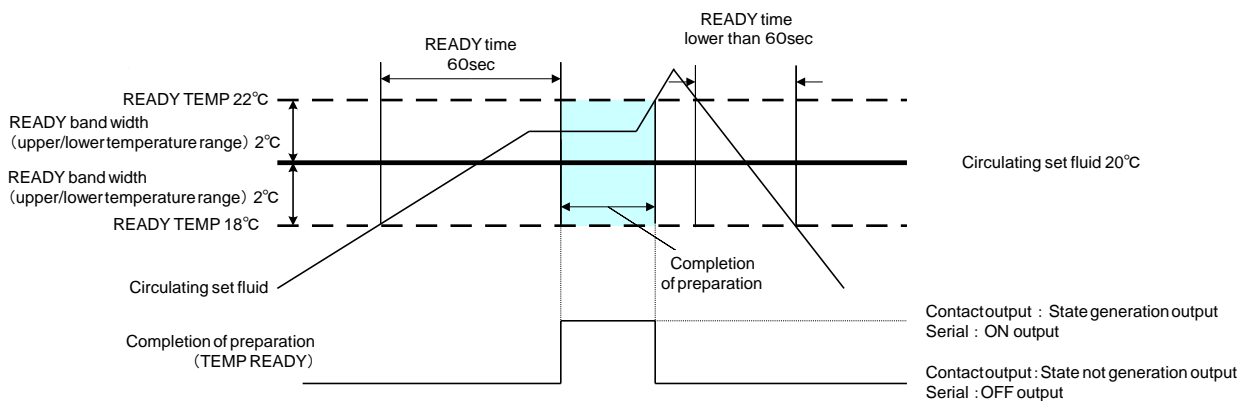 READY time
lower than 60sec
READY time
60sec
READY TEMP 22℃
READY band width
(upper/lower temperature range) 2℃
Circulating set fluid 20℃
READY band width
(upper/lower temperature range) 2℃
READY TEMP 18℃
Completion
of preparation
Circulating set fluid
Contact output : State generation output
Serial : ON output
Completion of preparation
(TEMP READY)
Contact output : State not generation output
Serial : OFF output